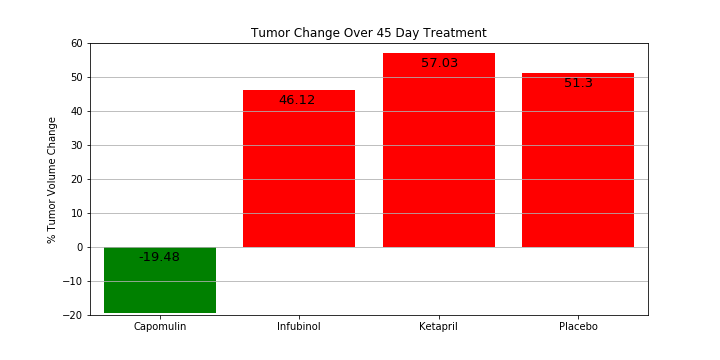 Tumor Change Over 45 Day Treatment
% Tumor Volume Change
60
50
40
30
20
10
0
−10
−20
-19.48
46.12
57.03
51.3
Capomulin
Infubinol
Ketapril
Placebo